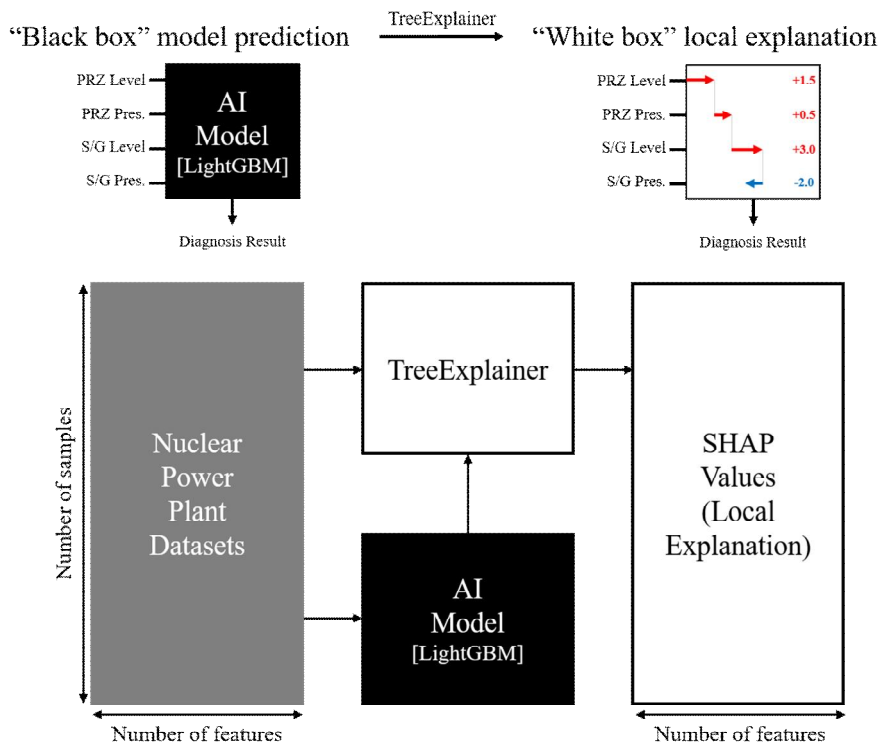 TreeExplainer
“Black box” model prediction
“White box” local explanation
PRZ Level
PRZ Pres.
S/G Level
S/G Pres.
AI
Model
[LightGBM]
Diagnosis Result
PRZ Level
+1.5
PRZ Pres.
+0.5
S/G Level
+3.0
S/G Pres.
-2.0
Diagnosis Result
Number of samples
Nuclear
Power
Plant
Datasets
Number of features
TreeExplainer
AI
Model
[LightGBM]
SHAP
Values
(Local
Explanation)
Number of features